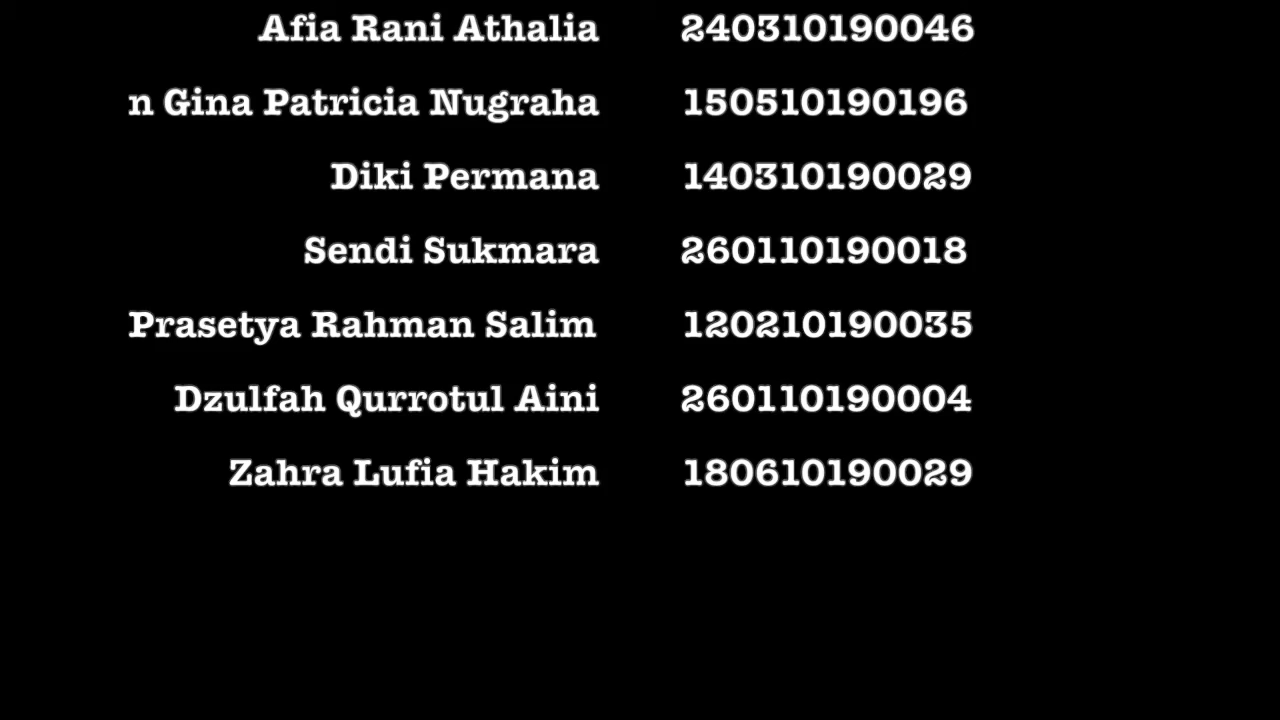 Afia Rani Athalia 240310190046
n Gina Patricia Nugraha 150510190196
Diki Permana 140310190029
Sendi Sukmara 260110190018
Prasetya Rahman Salim 120210190035
Dzulfah Qurrotul Aini 260110190004
Zahra Lufia Hakim 180610190029